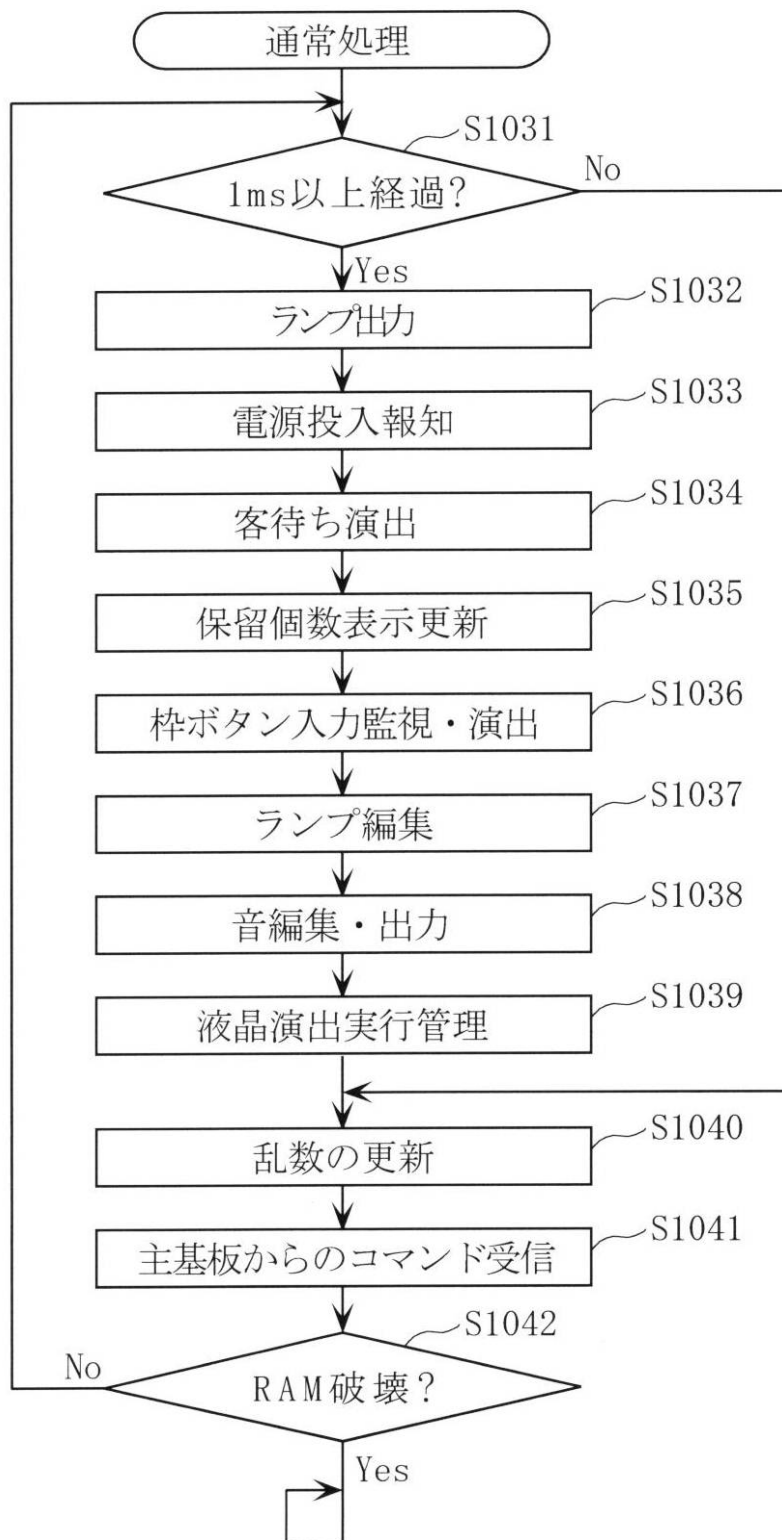 通常処理
S1031
1ms以上経過?
No
Yes
S1032
ランプ出力
S1033
電源投入報知
S1034
客待ち演出
S1035
保留個数表示更新
S1036
枠ボタン入力監視・演出
S1037
ランプ編集
S1038
音編集・出力
S1039
液晶演出実行管理
S1040
乱数の更新
S1041
主基板からのコマンド受信
S1042
No
RAM破壊?
Yes